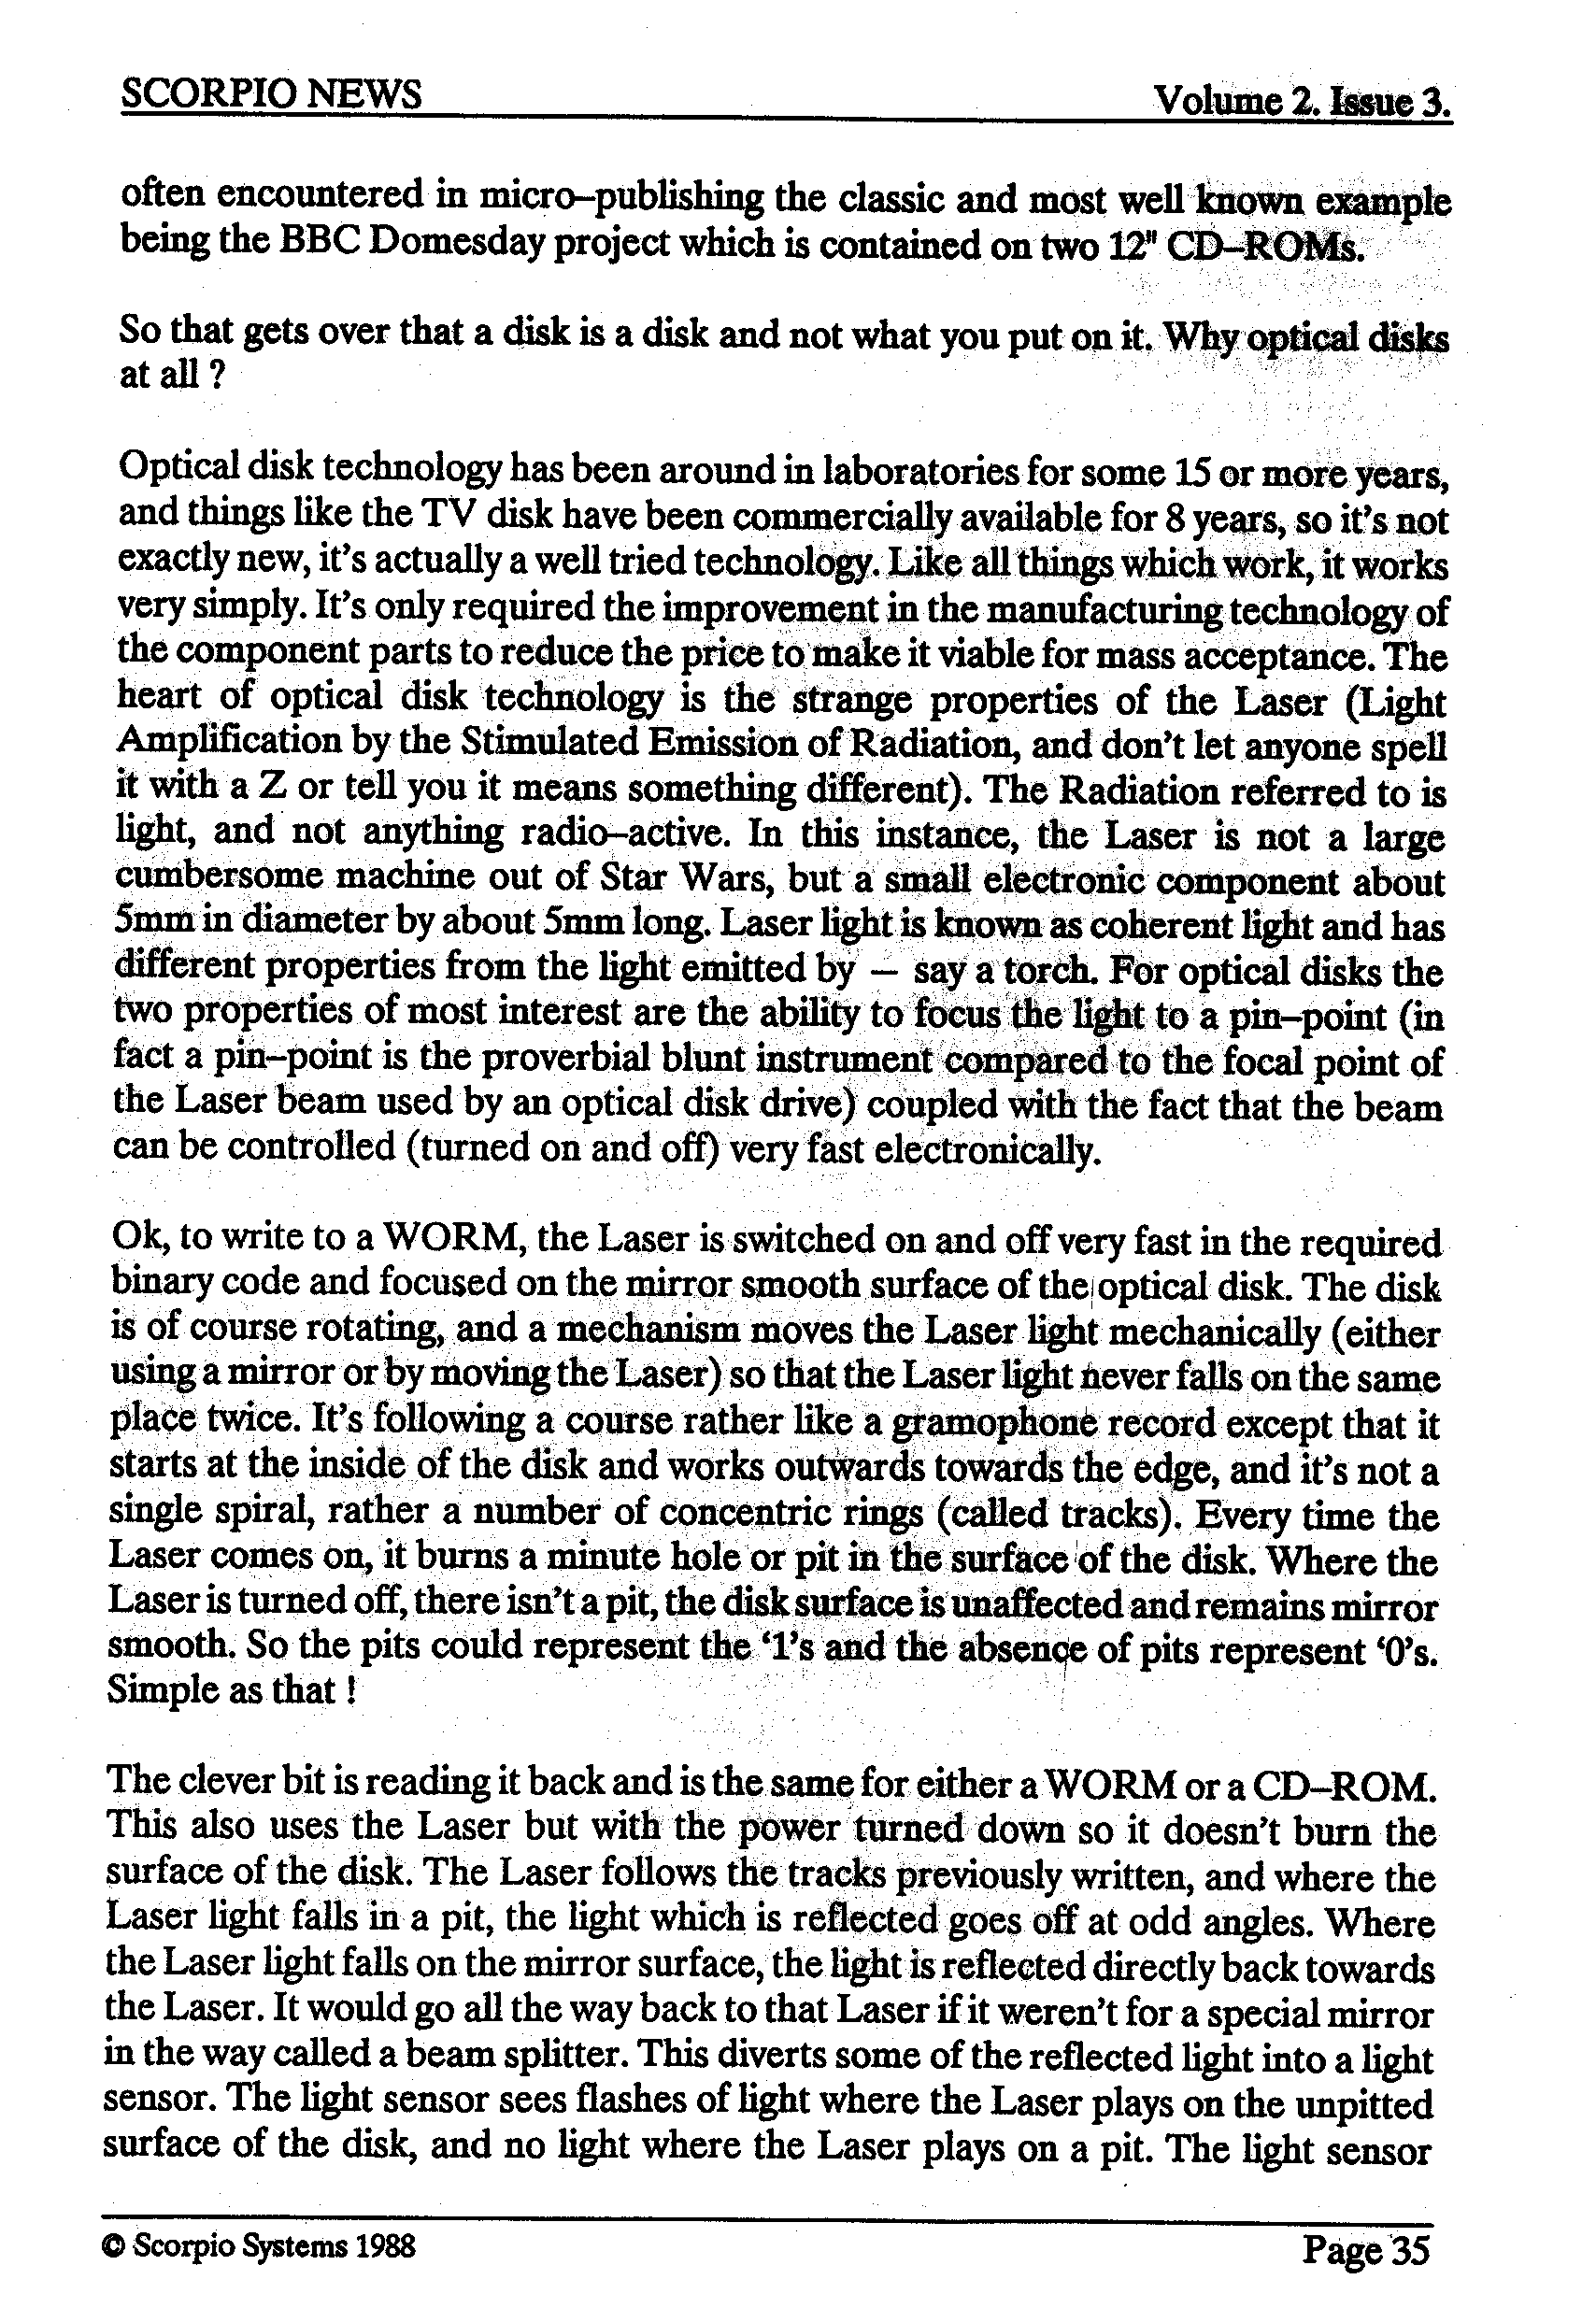 SCORPIO NEWS Volume 2. Issue 3.
often encountered in micro–publishing the classic and most well known example
being the BBC Domesday project which is contained on two 12" CD–ROMs.
So that gets over that a disk is a disk and not what you put on it. Why optical disks
at all ?
Optical disk technology has been around in laboratories for some 15 or more years,
and things like the TV disk have been commercially available for 8 years, so it's not
exactly new, it's actually a well tried technology. Like all things which work, it works
very simply. It's only required the improvement in the manufacturing technology of
the component parts to reduce the price to make it viable for mass acceptance. The
heart of optical disk technology is the strange properties of the Laser (Light
Amplification by the Stimulated Emission of Radiation, and don't let anyone spell
it with a Z or tell you it means something different). The Radiation referred to is
light, and not anything radio–active. In this instance, the Laser is not a large
cumbersome machine out of Star Wars, but a small electronic component about
5mm in diameter by about 5mm long. Laser light is known as coherent light and has
different properties from the light emitted by – say a torch. For optical disks the
two properties of most interest are the ability to focus the light to a pin–point (in
fact a pin–point is the proverbial blunt instrument compared to the focal point of
the Laser beam used by an optical disk drive) coupled with the fact that the beam
can be controlled (turned on and off) very fast electronically.
Ok, to write to a WORM, the Laser is switched on and off very fast in the required
binary code and focused on the mirror smooth surface of the optical disk. The disk
is of course rotating, and a mechanism moves the Laser light mechanically (either
using a mirror or by moving the Laser) so that the Laser light never falls on the same
place twice. It's following a course rather like a gramophone record except that it
starts at the inside of the disk and works outwards towards the edge, and it's not a
single spiral, rather a number of concentric rings (called tracks). Every time the
Laser comes on, it burns a minute hole or pit in the surface of the disk. Where the
Laser is turned off, there isn't a pit, the disk surface is unaffected and remains mirror
smooth. So the pits could represent the '1's and the absence of pits represent '0's.
Simple as that !
The clever bit is reading it back and is the same for either a WORM or a CD–ROM.
This also uses the Laser but with the power turned down so it doesn't burn the
surface of the disk. The Laser follows the tracks previously written, and where the
Laser light falls in a pit, the light which is reflected goes off at odd angles. Where
the Laser light falls on the mirror surface, the light is reflected directly back towards
the Laser. It would go all the way back to that Laser if it weren't for a special mirror
in the way called a beam splitter. This diverts some of the reflected light into a light
sensor. The light sensor sees flashes of light where the Laser plays on the unpitted
surface of the disk, and no light where the Laser plays on a pit. The light sensor
© Scorpio Systems 1988 Page 35